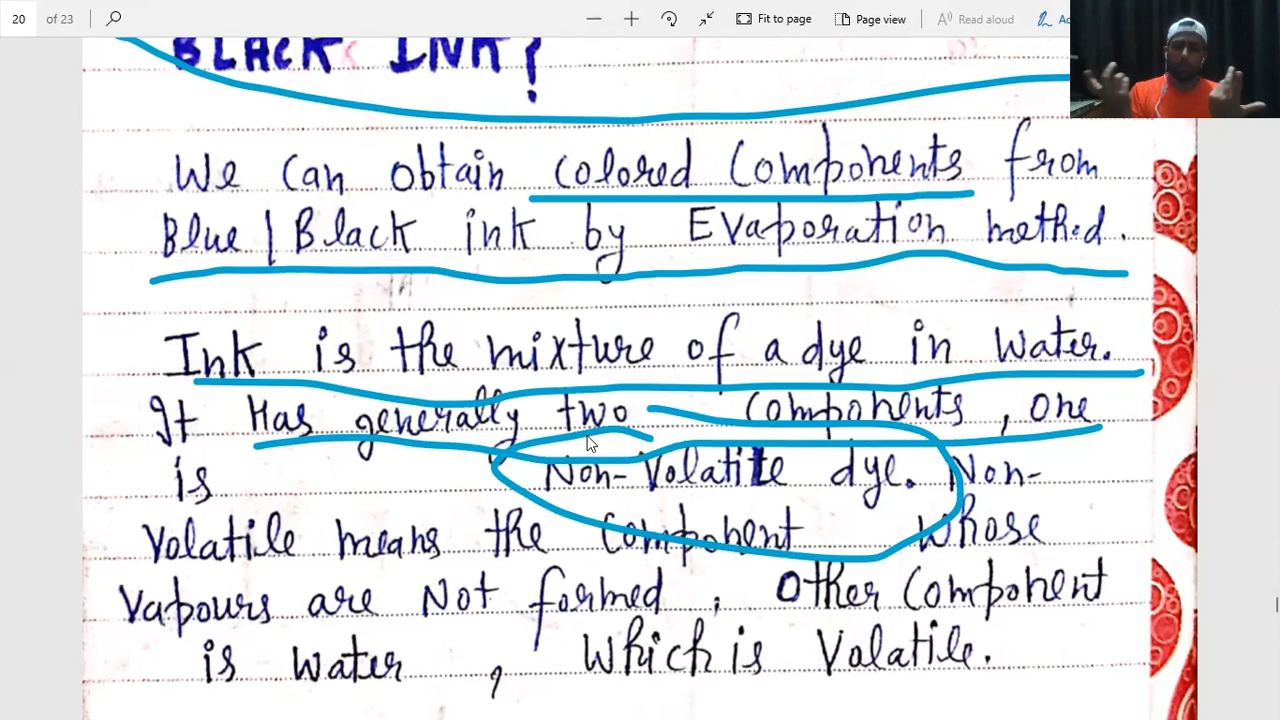 20 of 23 Fit to page Page view Read aloud
BLACK INK?
We can obtain colored Components from
Blue/Black ink by Evaporation method.
Ink is the mixture of a dye in water.
It Has generally two components, one
is Non-Volatile dye. Non-
Volatile means the component whose
vapours are Not formed, Other Component
is water, Which is Volatile.